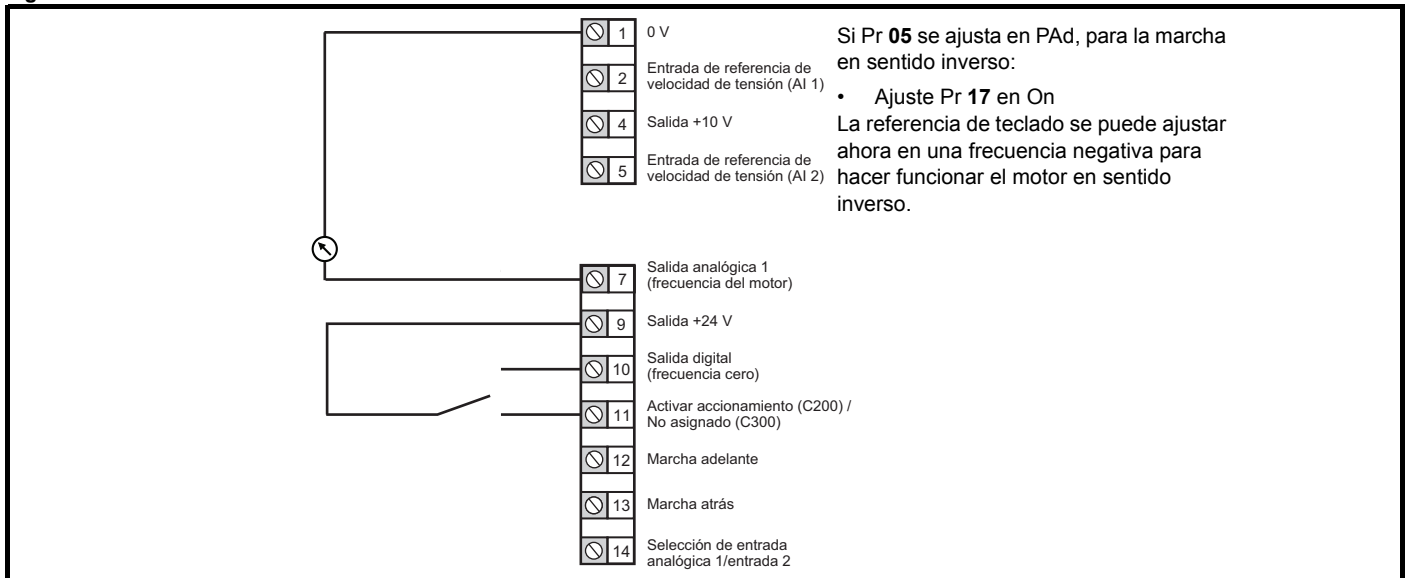 1 0 V
2 Entrada de referencia de
velocidad de tensión (AI 1)
4 Salida +10 V
5 Entrada de referencia de
velocidad de tensión (AI 2)
7 Salida analógica 1
(frecuencia del motor)
9 Salida +24 V
10 Salida digital
(frecuencia cero)
11 Activar accionamiento (C200) /
No asignado (C300)
12 Marcha adelante
13 Marcha atrás
14 Selección de entrada
analógica 1/entrada 2
Si Pr 05 se ajusta en PAd, para la marcha
en sentido inverso:
• Ajuste Pr 17 en On
La referencia de teclado se puede ajustar
ahora en una frecuencia negativa para
hacer funcionar el motor en sentido
inverso.